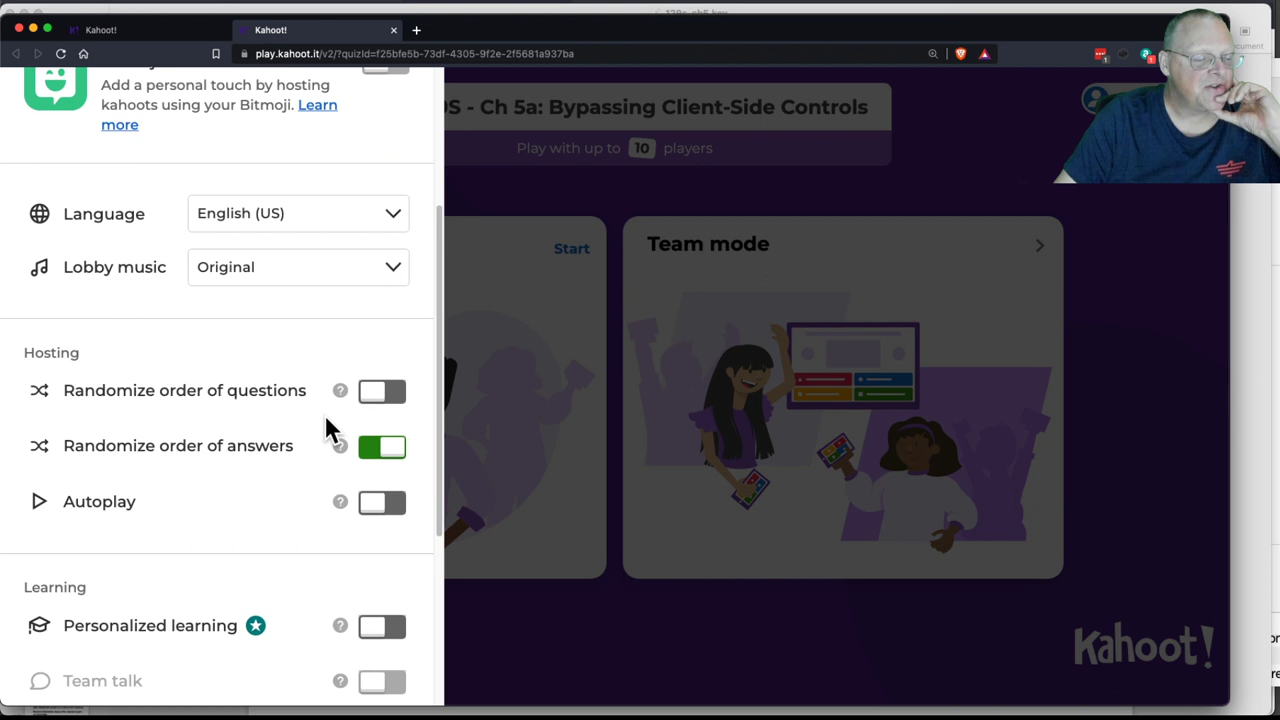 Kahoot!
Kahoot!
play.kahoot.it/v2/?quizId=f25bfe5b-73df-4305-9f2e-2f5681a937ba
Add a personal touch by hosting
kahoots using your Bitmoji. Learn
more
Language
English (US)
Lobby music
Original
Hosting
Randomize order of questions
Randomize order of answers
Autoplay
Learning
Personalized learning
Team talk
S - Ch 5a: Bypassing Client-Side Controls
Play with up to 10 players
Start
Team mode
Kahoot!